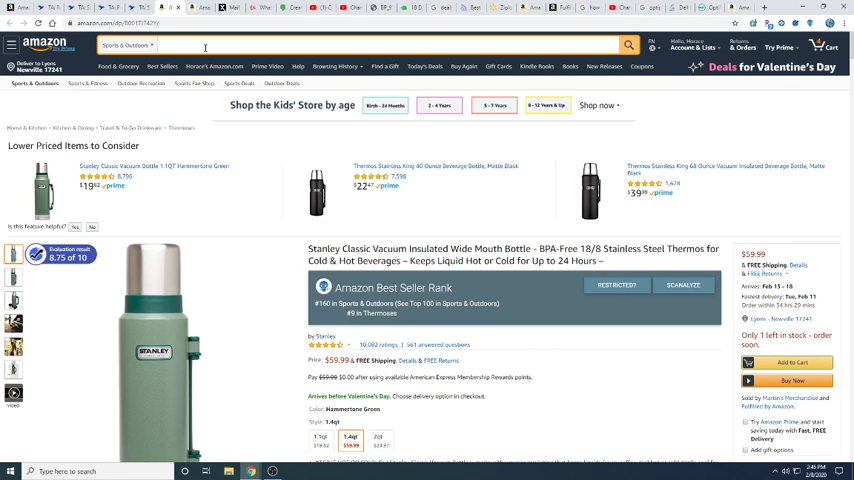 amazon.com/dp/B001TI742Y/
amazon
Try Prime
Sports & Outdoors
EN
Hello, Horace
Account & Lists
Returns
& Orders
Try Prime
4
Cart
Deliver to Lyons
Newville 17241
Food & Grocery Best Sellers Horace's Amazon.com Prime Video Help Browsing History Find a Gift Today's Deals Buy Again Gift Cards Kindle Books Books New Releases Coupons
Deals for Valentine's Day
Sports & Outdoors Sports & Fitness Outdoor Recreation Sports Fan Shop Sports Deals Outdoor Deals
Shop the Kids' Store by age
Birth - 24 Months
2 - 4 Years
5 - 7 Years
8 - 12 Years & Up
Shop now
Home & Kitchen › Kitchen & Dining › Travel & To-Go Drinkware › Thermoses
Lower Priced Items to Consider
Stanley Classic Vacuum Bottle 1.1QT Hammertone Green
8,796
prime
Thermos Stainless King 40 Ounce Beverage Bottle, Matte Black
7,598
$22.47 prime
Thermos Stainless King 68 Ounce Vacuum Insulated Beverage Bottle, Matte
Black
1,678
$39.99 prime
Is this feature helpful? Yes No
Evaluation result
8.75 of 10
STANLEY
VIDEO
Stanley Classic Vacuum Insulated Wide Mouth Bottle - BPA-Free 18/8 Stainless Steel Thermos for
Cold & Hot Beverages – Keeps Liquid Hot or Cold for Up to 24 Hours –
Amazon Best Seller Rank
RESTRICTED?
SCANALYZE
#160 in Sports & Outdoors (See Top 100 in Sports & Outdoors)
#9 in Thermoses
by Stanley
10,082 ratings | 561 answered questions
Price: $59.99 & FREE Shipping. Details & FREE Returns
Pay $59.99 $0.00 after using available American Express Membership Rewards points.
Arrives before Valentine's Day. Choose delivery option in checkout.
Color: Hammertone Green
Style: 1.4qt
1.1qt
1.4qt
$59.99
2qt
$34.97
$59.99
& FREE Shipping. Details
& FREE Returns
Arrives: Feb 13 - 18
Fastest delivery: Tue, Feb 11
Order within 34 hrs 29 mins
Lyons - Newville 17241
Only 1 left in stock - order
soon.
Add to Cart
Buy Now
Sold by Martin's Merchandise and
Fulfilled by Amazon.
Try Amazon Prime and start
saving today with Fast, FREE
Delivery
Add gift options
Type here to search
2:45 PM
2/8/2020